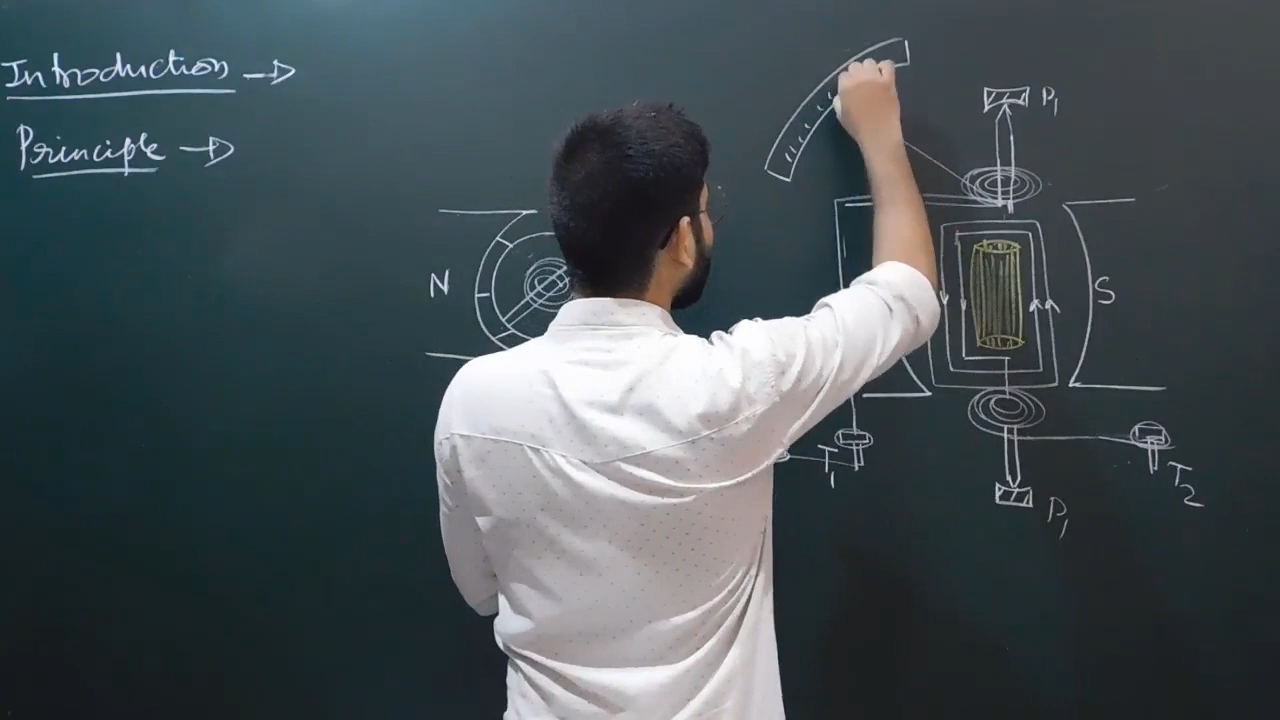 Introduction →
Principle →
P1
N
S
T1
T2
P1